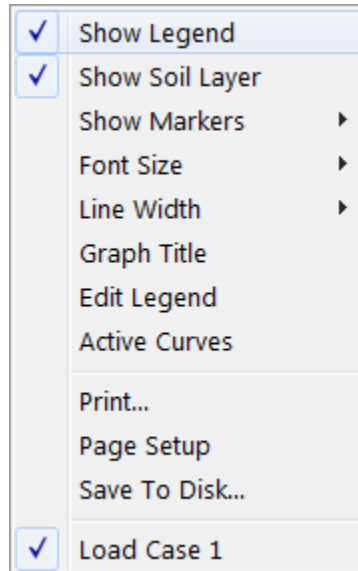 Show Legend
Show Soil Layer
Show Markers
Font Size
Line Width
Graph Title
Edit Legend
Active Curves
Print...
Page Setup
Save To Disk...
Load Case 1